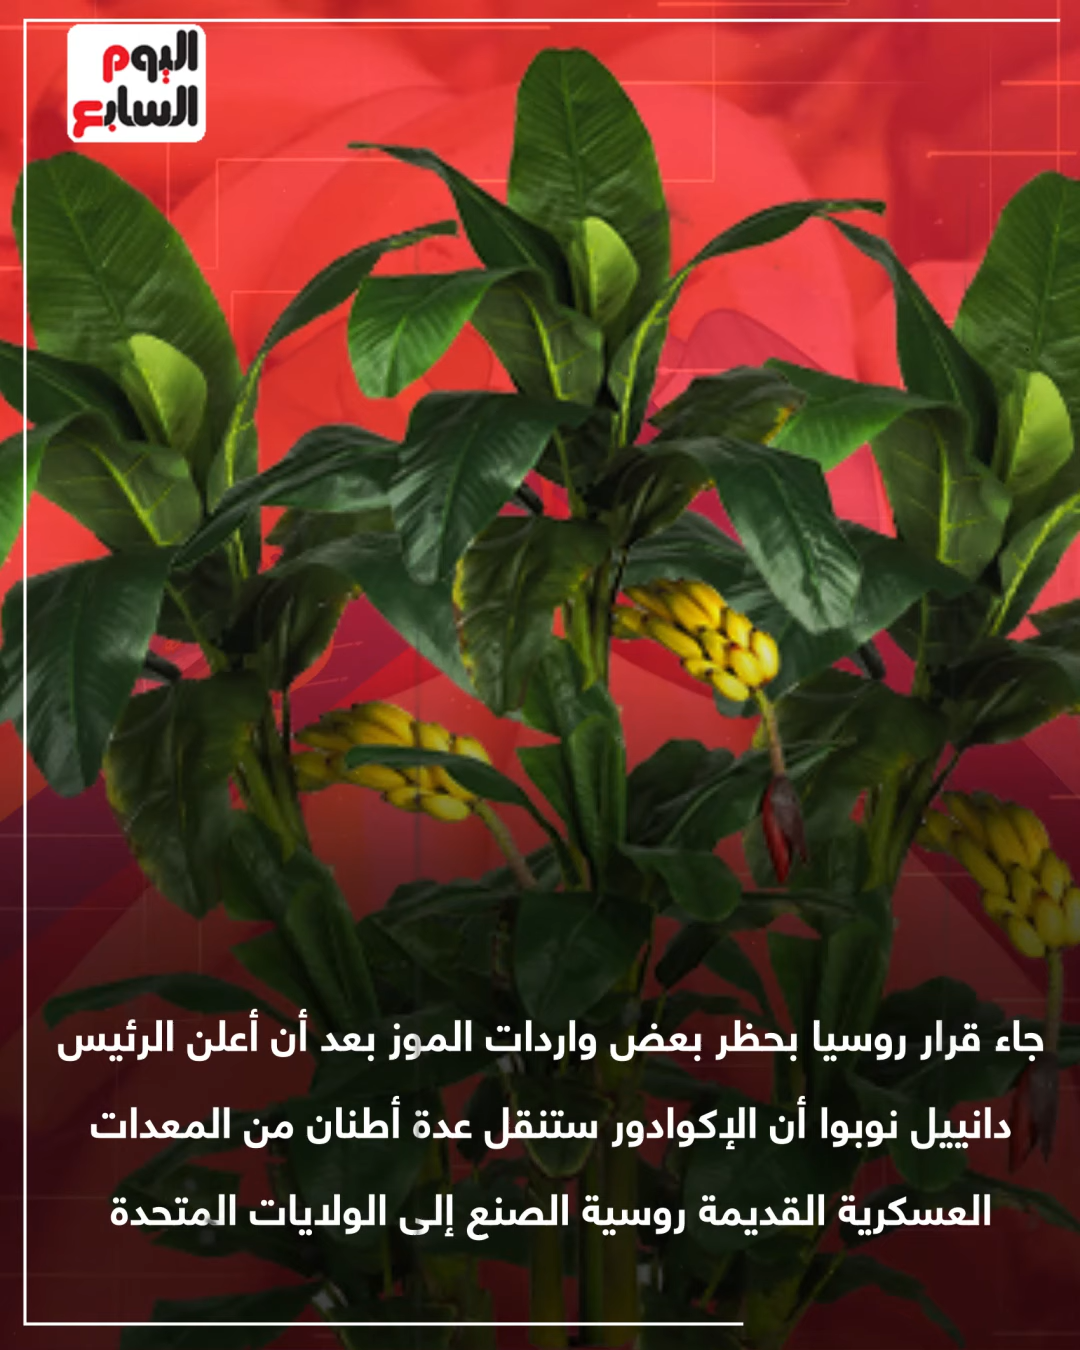 اليوم
السابع
جاء قرار روسيا بحظر بعض واردات الموز بعد أن أعلن الرئيس
دانييل نوبوا أن الإكوادور ستنقل عدة أطنان من المعدات
العسكرية القديمة روسية الصنع إلى الولايات المتحدة